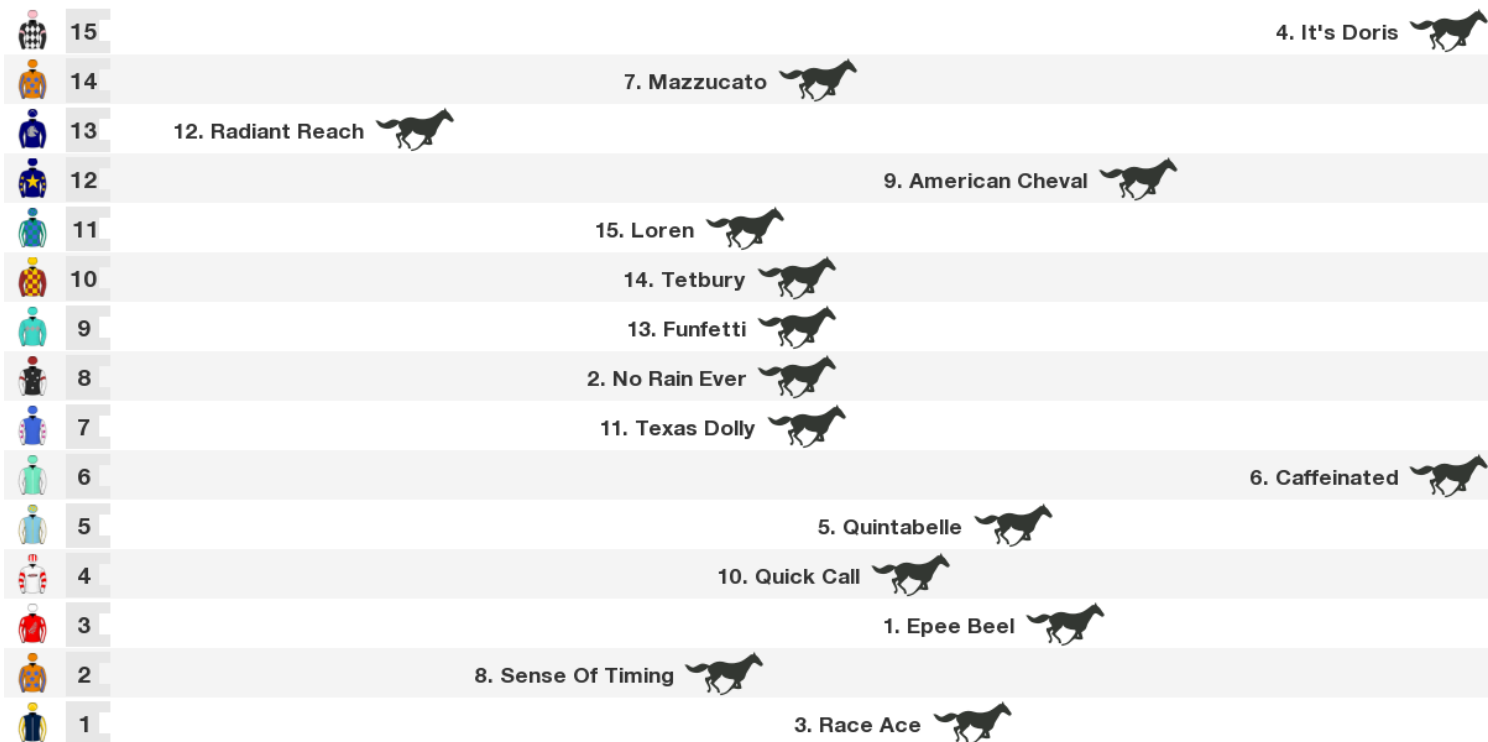 15 4. It's Doris
14 7. Mazzucato
13 12. Radiant Reach
12 9. American Cheval
11 15. Loren
10 14. Tetbury
9 13. Funfetti
8 2. No Rain Ever
7 11. Texas Dolly
6 6. Caffeinated
5 5. Quintabelle
4 10. Quick Call
3 1. Epee Beel
2 8. Sense Of Timing
1 3. Race Ace